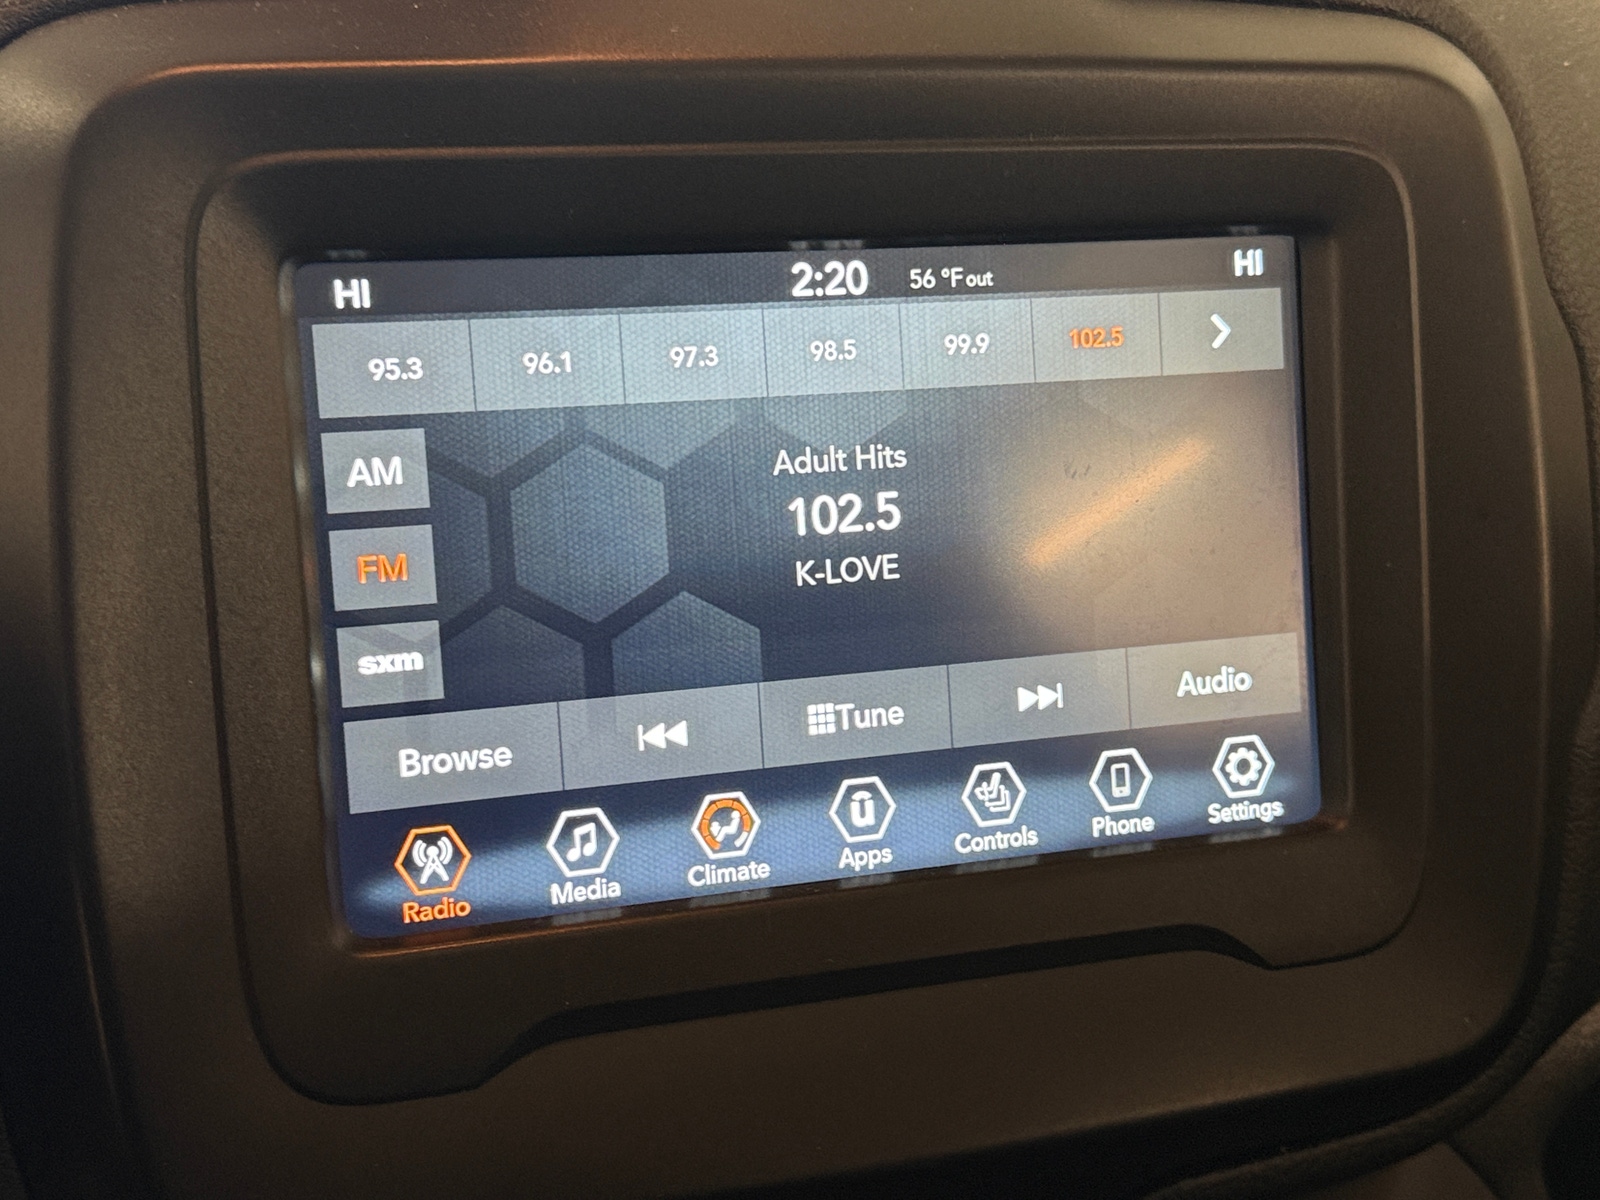 HI 2:20 56 °F out HI
95.3 96.1 97.3 98.5 99.9 102.5
AM
FM
sxm
Adult Hits
102.5
K-LOVE
Browse Tune Audio
Radio Media Climate Apps Controls Phone Settings